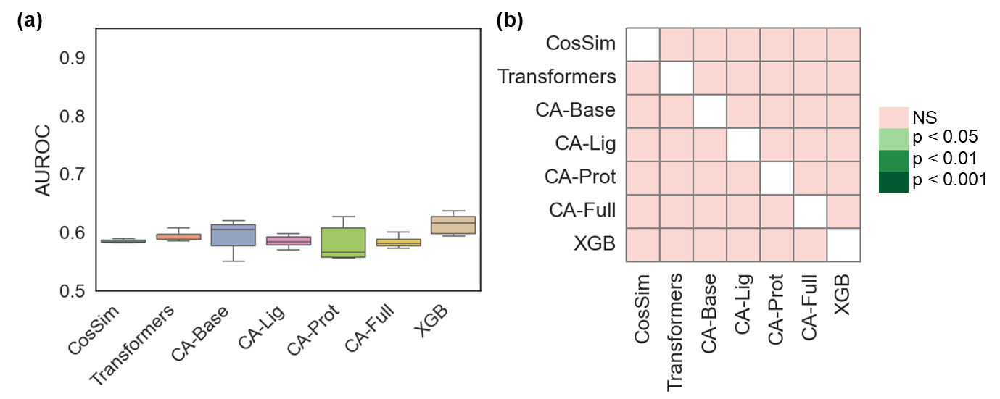 (a)
AUROC
0.9
0.8
0.7
0.6
0.5
CosSim
Transformers
CA-Base
CA-Lig
CA-Prot
CA-Full
XGB
(b)
CosSim
Transformers
CA-Base
CA-Lig
CA-Prot
CA-Full
XGB
CosSim
Transformers
CA-Base
CA-Lig
CA-Prot
CA-Full
XGB
NS
p < 0.05
p < 0.01
p < 0.001